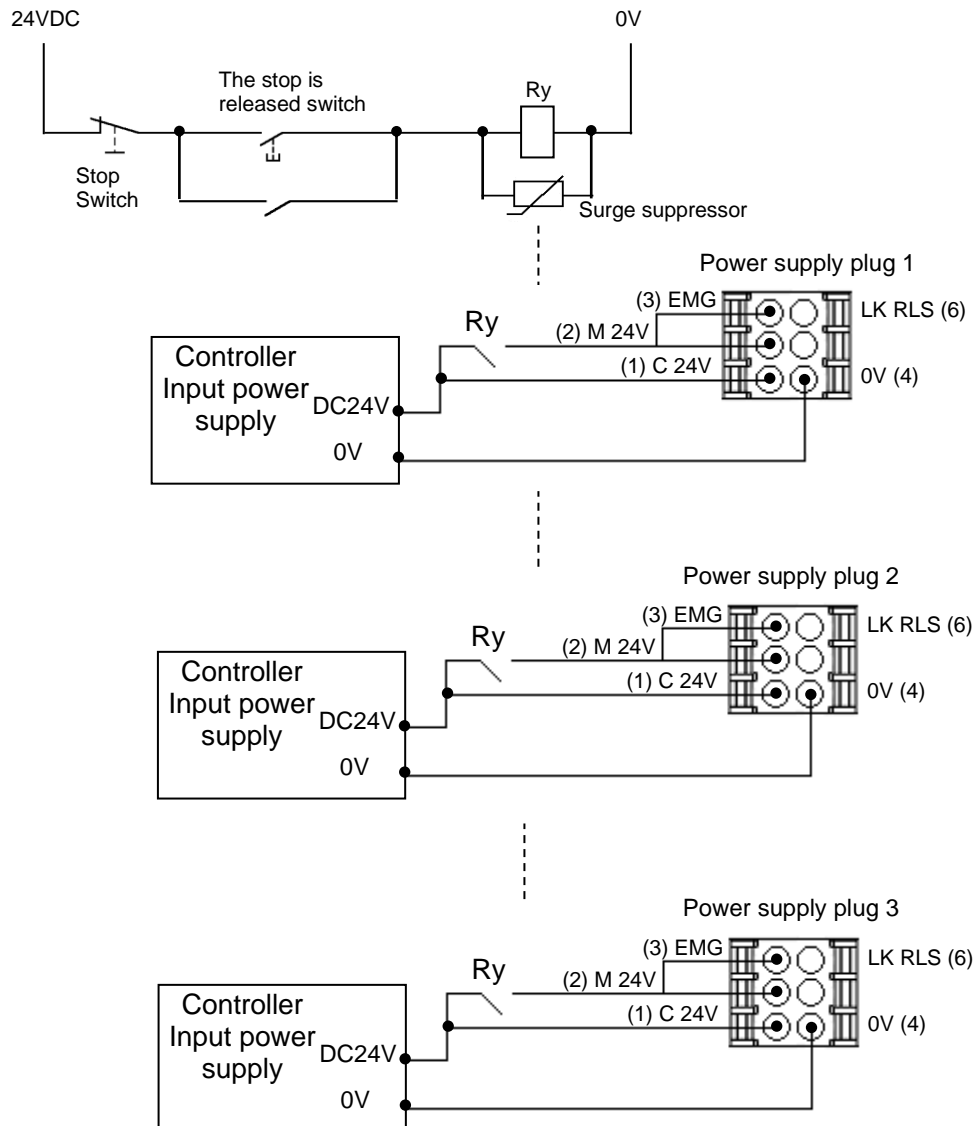 24VDC
0V
The stop is
released switch
Ry
Stop
Switch
Surge suppressor
Power supply plug 1
(3) EMG
LK RLS (6)
Ry
(2) M 24V
Controller
Input power
supply
(1) C 24V
0V (4)
DC24V
0V
Power supply plug 2
(3) EMG
LK RLS (6)
Ry
(2) M 24V
Controller
Input power
supply
(1) C 24V
0V (4)
DC24V
0V
Power supply plug 3
(3) EMG
LK RLS (6)
Ry
(2) M 24V
Controller
Input power
supply
(1) C 24V
0V (4)
DC24V
0V